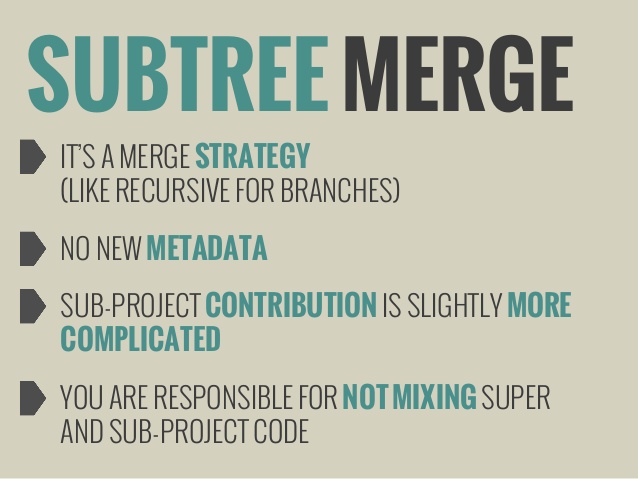 SUBTREE MERGE
IT'S A MERGE STRATEGY
(LIKE RECURSIVE FOR BRANCHES)
NO NEW METADATA
SUB-PROJECT CONTRIBUTION IS SLIGHTLY MORE
COMPLICATED
YOU ARE RESPONSIBLE FOR NOT MIXING SUPER
AND SUB-PROJECT CODE